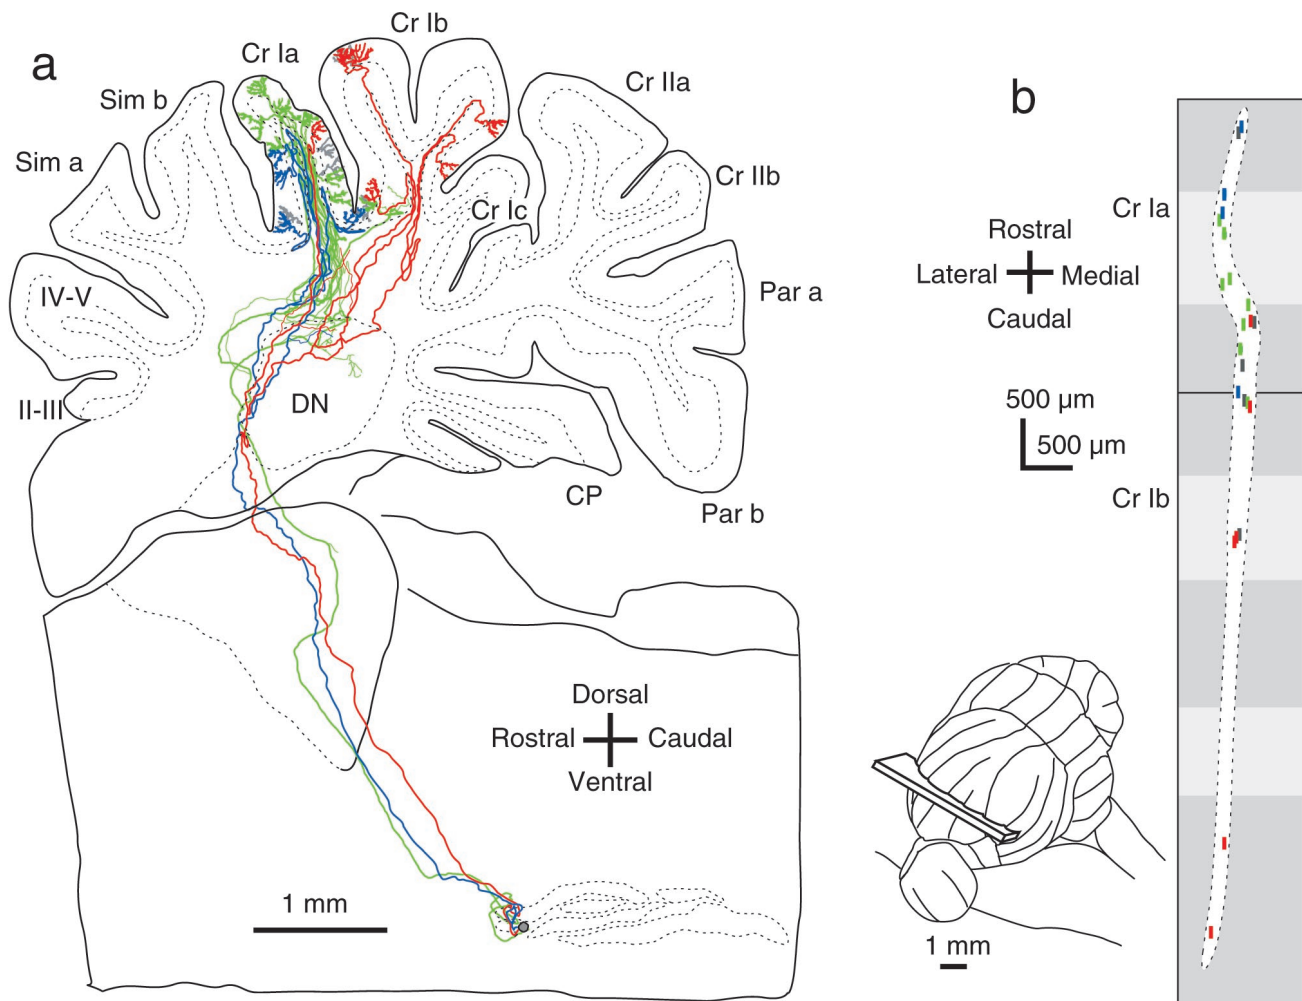 a
Cr Ib
Cr Ia
Sim b
Cr IIa
Sim a
Cr IIb
Cr Ic
IV-V
Par a
II-III
DN
CP
Par b
Dorsal
Rostral
Caudal
Ventral
1 mm
b
Cr Ia
Rostral
Lateral
Medial
Caudal
500 µm
500 µm
Cr Ib
1 mm